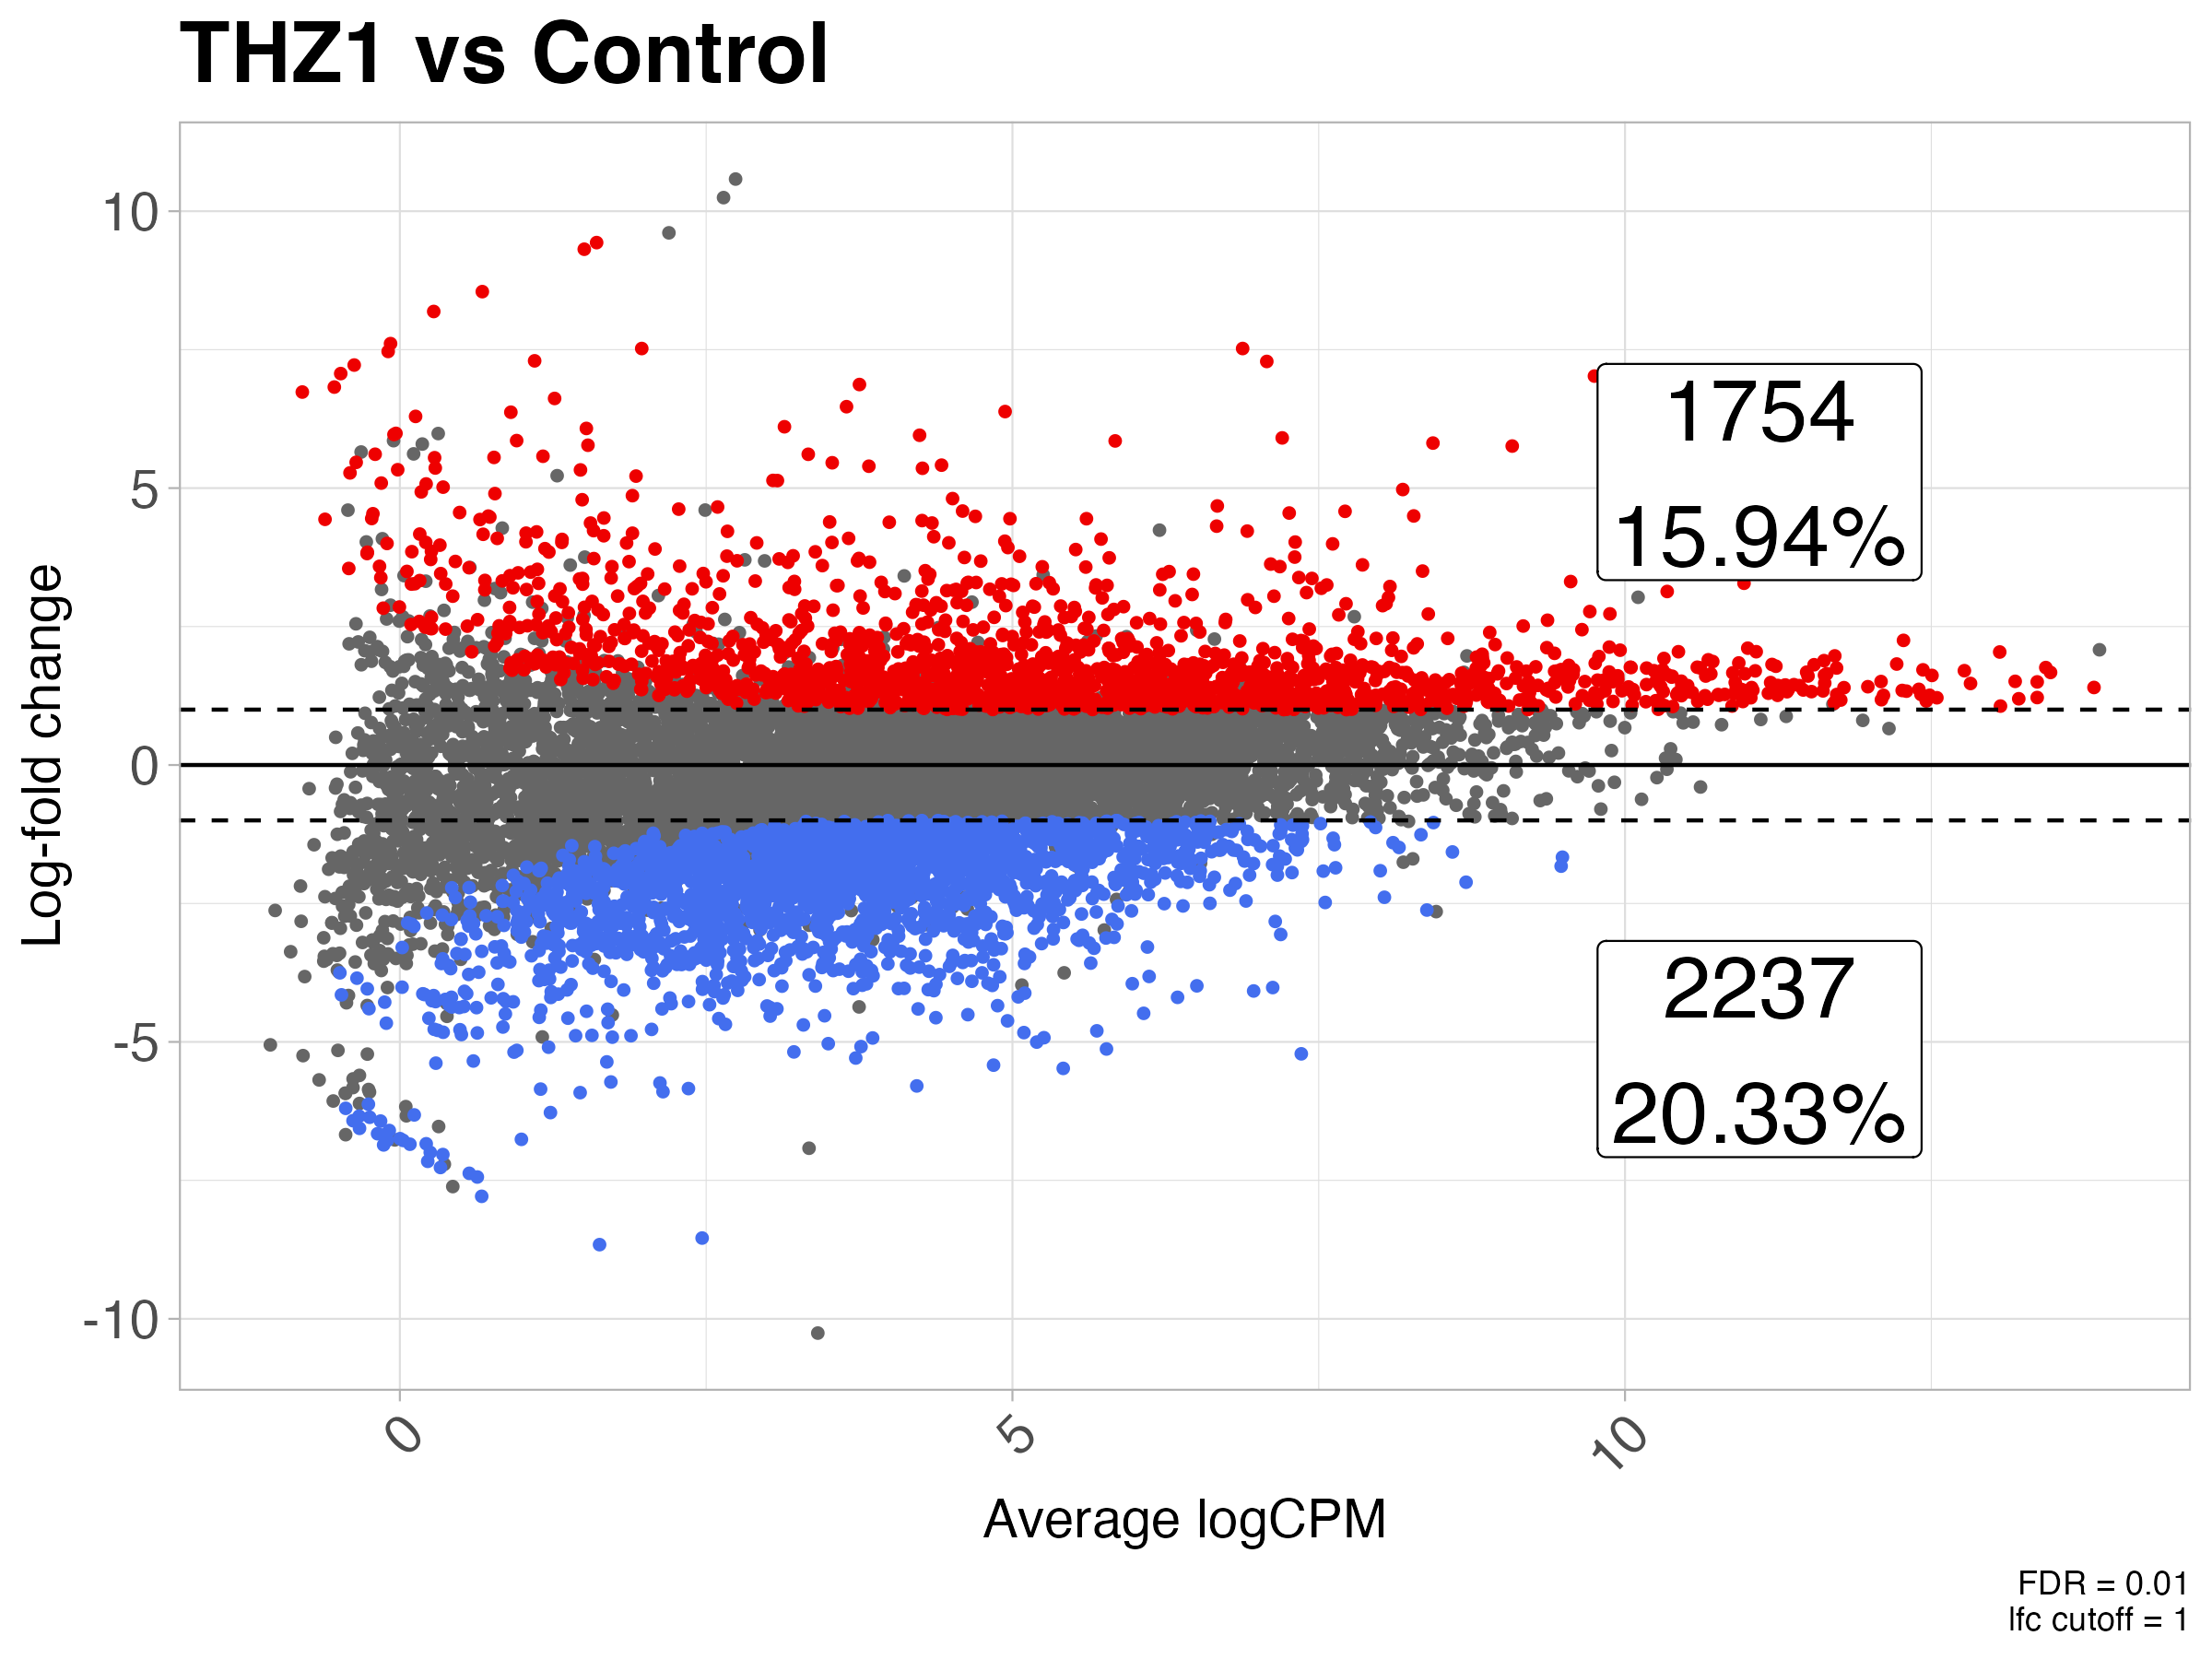 THZ1 vs Control
10
5
0
-5
-10
Log-fold change
1754
15.94%
2237
20.33%
0
5
10
Average logCPM
FDR = 0.01
lfc cutoff = 1